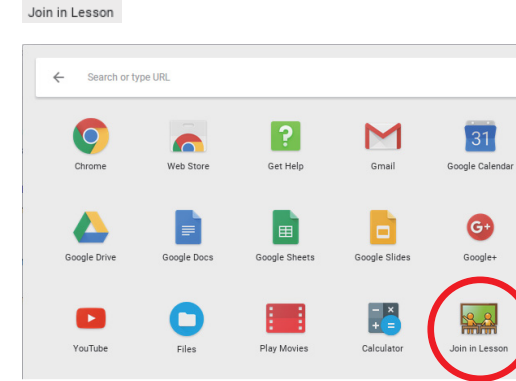 Join in Lesson
Search or type URL
31
Chrome Web Store Get Help Gmail Google Calendar
G+
Google Drive Google Docs Google Sheets Google Slides Google+
YouTube Files Play Movies Calculator Join in Lesson